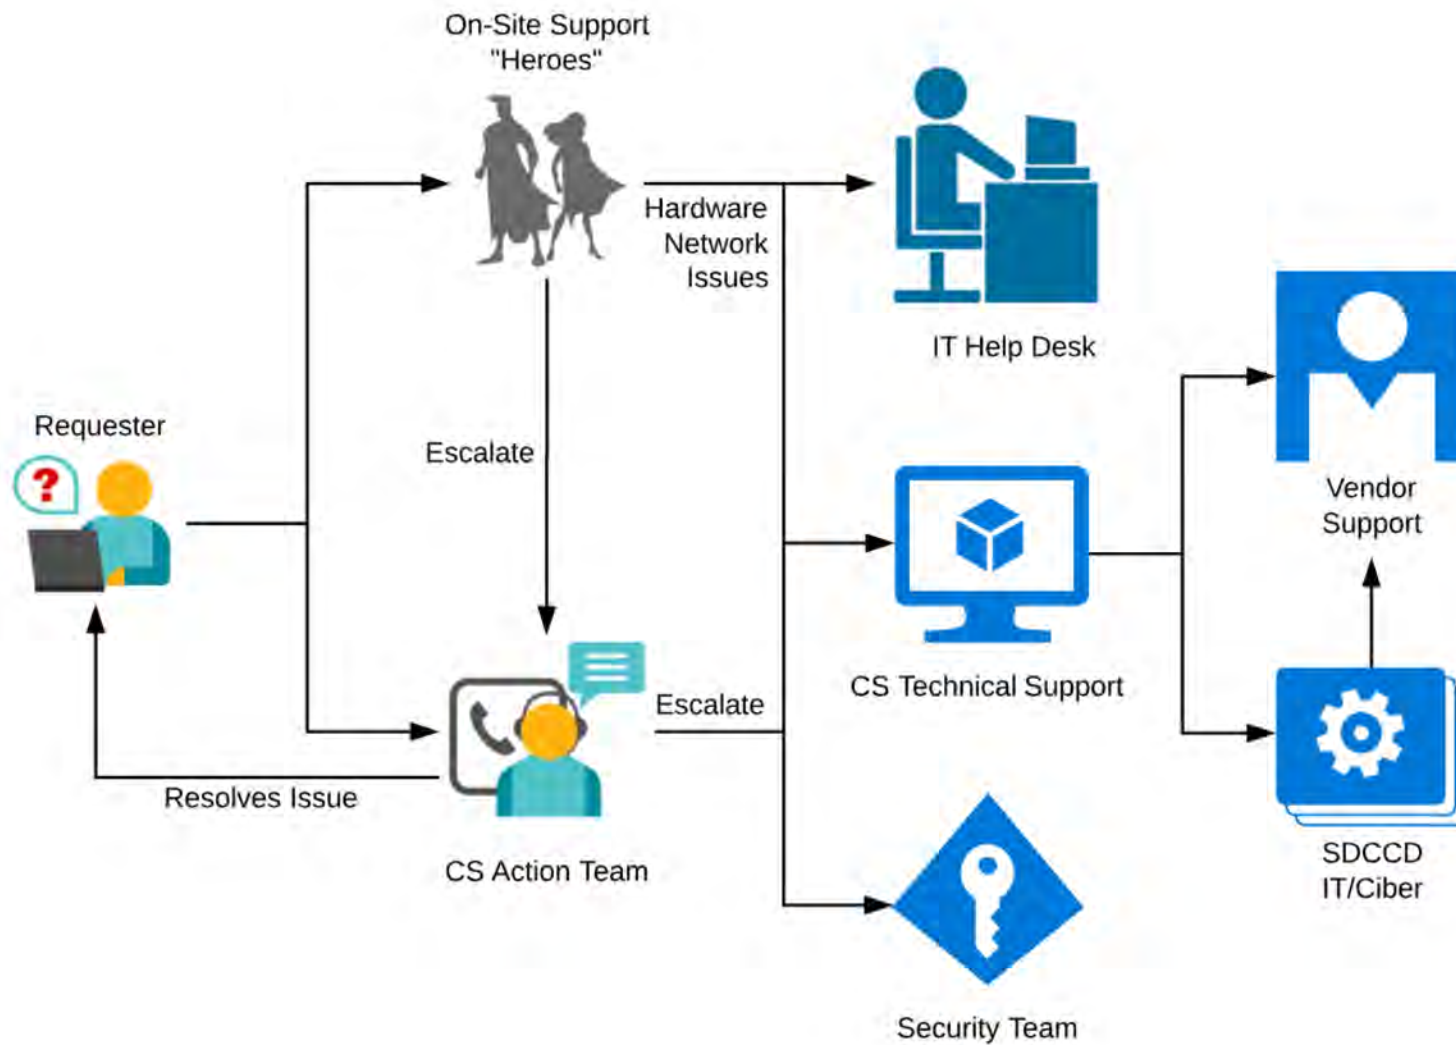 On-Site Support
"Heroes"
Hardware
Network
Issues
IT Help Desk
Requester
?
Escalate
Vendor
Support
CS Technical Support
Escalate
Resolves Issue
CS Action Team
SDCCD
IT/Ciber
Security Team